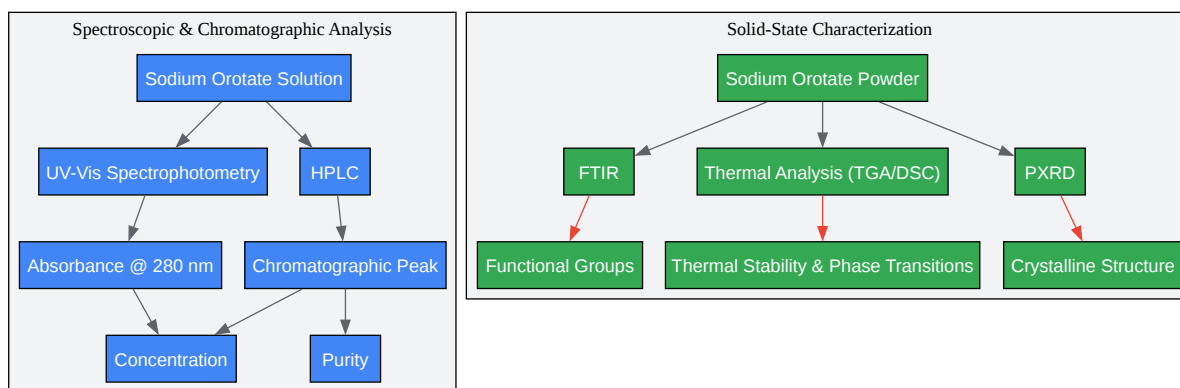 Spectroscopic & Chromatographic Analysis
Sodium Orotate Solution
UV-Vis Spectrophotometry
HPLC
Absorbance @ 280 nm
Chromatographic Peak
Concentration
Purity
Solid-State Characterization
Sodium Orotate Powder
FTIR
Thermal Analysis (TGA/DSC)
PXRD
Functional Groups
Thermal Stability & Phase Transitions
Crystalline Structure